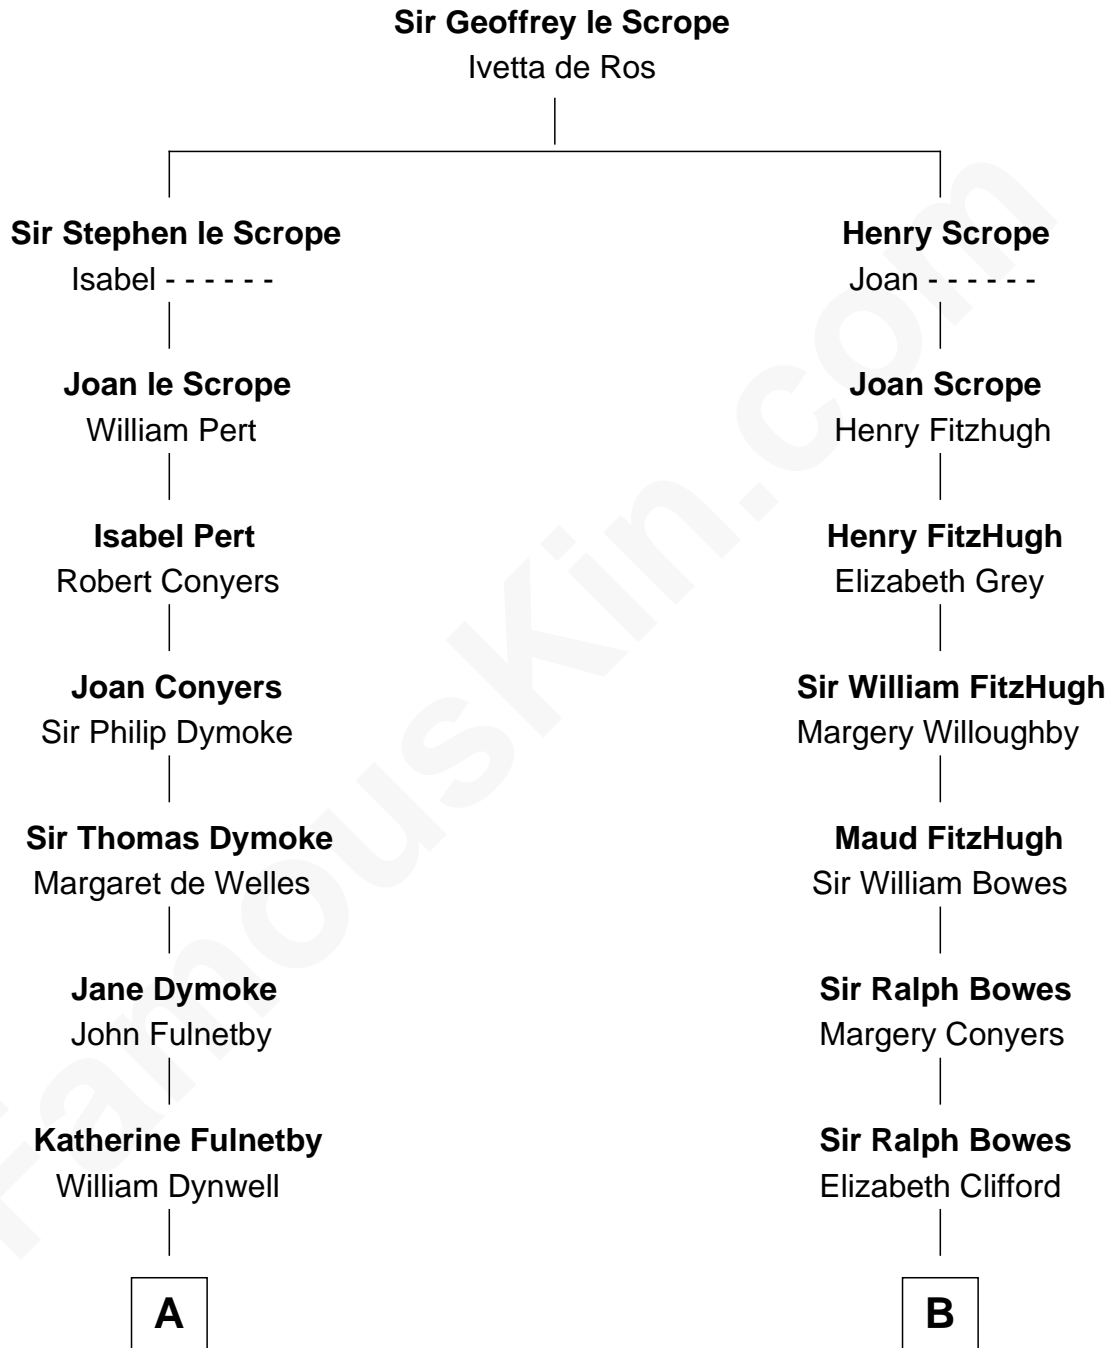 Sir Geoffrey le Scrope
Ivetta de Ros
Sir Stephen le Scrope
Isabel - - - - - -
Joan le Scrope
William Pert
Isabel Pert
Robert Conyers
Joan Conyers
Sir Philip Dymoke
Sir Thomas Dymoke
Margaret de Welles
Jane Dymoke
John Fulnetby
Katherine Fulnetby
William Dynwell
A
Henry Scrope
Joan - - - - - -
Joan Scrope
Henry Fitzhugh
Henry FitzHugh
Elizabeth Grey
Sir William FitzHugh
Margery Willoughby
Maud FitzHugh
Sir William Bowes
Sir Ralph Bowes
Margery Conyers
Sir Ralph Bowes
Elizabeth Clifford
B
FamousKin.com